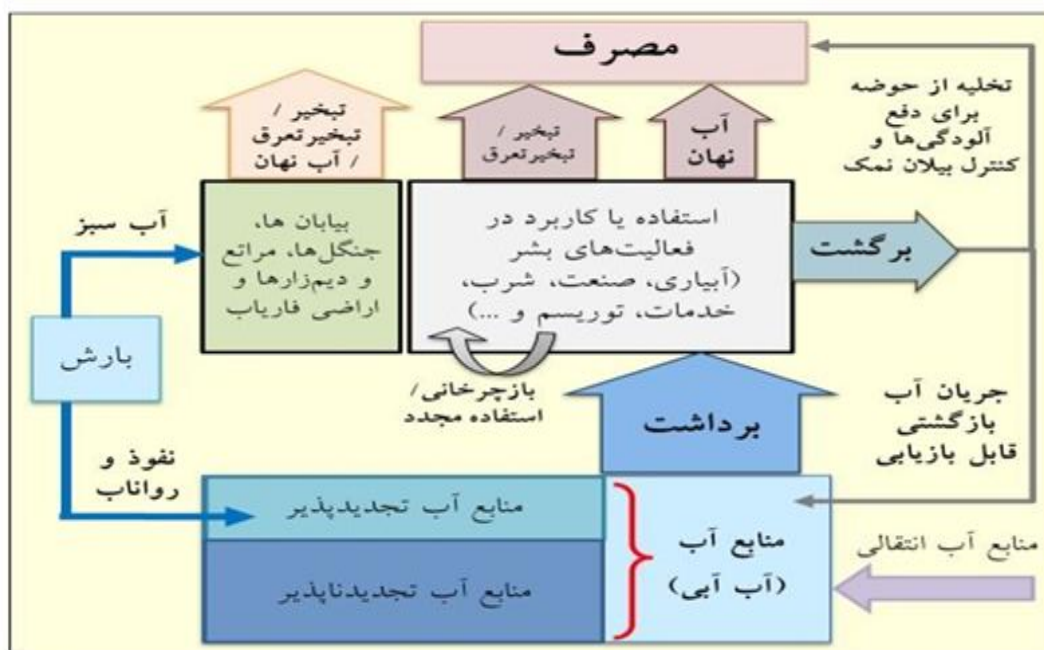 مصرف
تخلیه از حوضه
برای دفع
آلودگی‌ها و
کنترل بیلان نمک
آب
نهان
تبخیر /
تبخیرتعرق
تبخیر /
تبخیرتعرق
/ آب نهان
استفاده یا کاربرد در
فعالیت‌های بشر
(آبیاری، صنعت، شرب،
خدمات، توریسم و ...)
بیابان ها،
جنگل‌ها، مراتع
و دیم‌زارها و
اراضی فاریاب
آب سبز
برگشت
بارش
بازچرخانی/
استفاده مجدد
برداشت
جریان آب
بازگشتی
قابل بازیابی
نفوذ و
رواناب
منابع آب تجدیدپذیر
منابع آب تجدیدناپذیر
منابع آب
(آب آبی)
منابع آب انتقالی